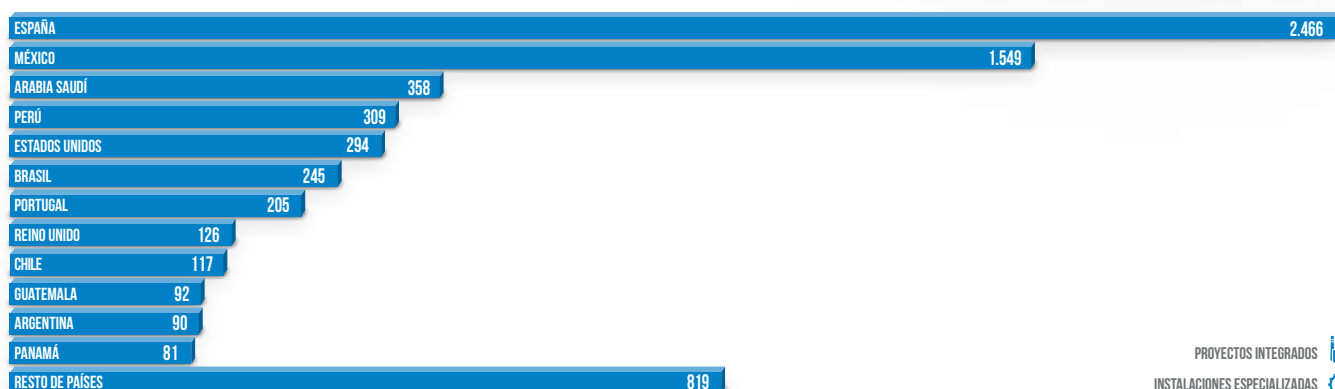 ESPAÑA 2.466
MÉXICO 1.549
ARABIA SAUDÍ 358
PERÚ 309
ESTADOS UNIDOS 294
BRASIL 245
PORTUGAL 205
REINO UNIDO 126
CHILE 117
GUATEMALA 92
ARGENTINA 90
PANAMÁ 81
PROYECTOS INTEGRADOS
RESTO DE PAÍSES 819
INSTALACIONES ESPECIALIZADAS